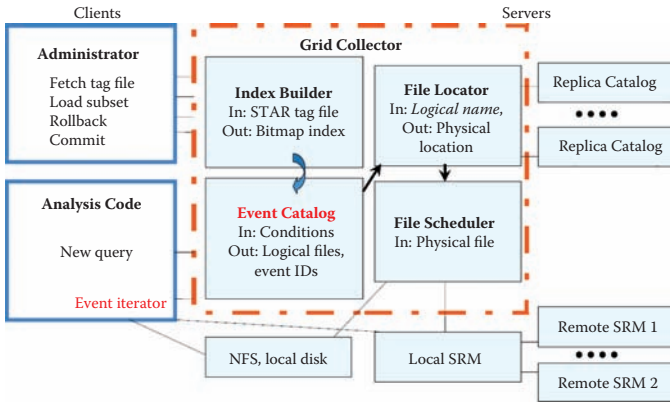 Clients
Servers
Administrator
Fetch tag file
Load subset
Rollback
Commit
Grid Collector
Index Builder
In: STAR tag file
Out: Bitmap index
File Locator
In: Logical name,
Out: Physical
location
Replica Catalog
Replica Catalog
Analysis Code
New query
Event iterator
Event Catalog
In: Conditions
Out: Logical files,
event IDs
File Scheduler
In: Physical file
NFS, local disk
Local SRM
Remote SRM 1
Remote SRM 2